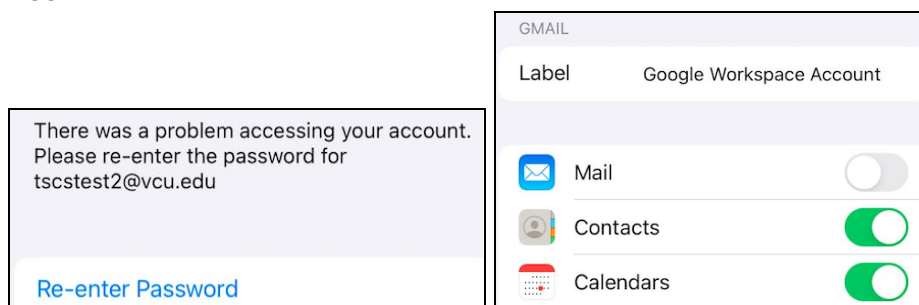 There was a problem accessing your account.
Please re-enter the password for
tscstest2@vcu.edu
Re-enter Password
GMAIL
Label Google Workspace Account
Mail
Contacts
Calendars